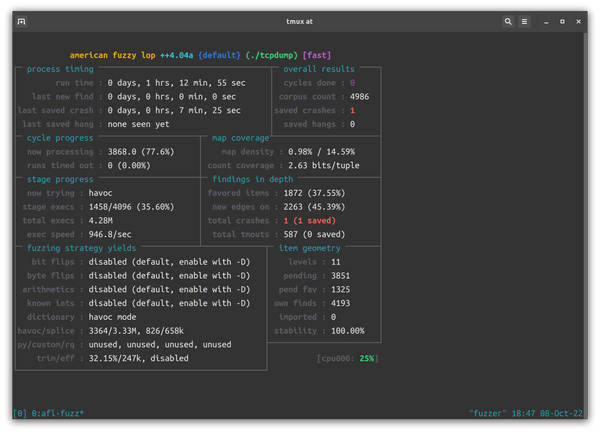 tmux at
american fuzzy lop ++4.04a {default} (./tcpdump) [fast]
process timing
overall results
run time : 0 days, 1 hrs, 12 min, 55 sec
cycles done : 0
last new find : 0 days, 0 hrs, 0 min, 0 sec
corpus count : 4986
last saved crash : 0 days, 0 hrs, 7 min, 25 sec
saved crashes : 1
last saved hang : none seen yet
saved hangs : 0
cycle progress
map coverage
now processing : 3868.0 (77.6%)
map density : 0.98% / 14.59%
runs timed out : 0 (0.00%)
count coverage : 2.63 bits/tuple
stage progress
findings in depth
now trying : havoc
favored items : 1872 (37.55%)
stage execs : 1458/4096 (35.60%)
new edges on : 2263 (45.39%)
total execs : 4.28M
total crashes : 1 (1 saved)
exec speed : 946.8/sec
total tmouts : 587 (0 saved)
fuzzing strategy yields
item geometry
bit flips : disabled (default, enable with -D)
levels : 11
byte flips : disabled (default, enable with -D)
pending : 3851
arithmetics : disabled (default, enable with -D)
pend fav : 1325
known ints : disabled (default, enable with -D)
own finds : 4193
dictionary : havoc mode
imported : 0
havoc/splice : 3364/3.33M, 826/658k
stability : 100.00%
py/custom/rq : unused, unused, unused, unused
trim/eff : 32.15%/247k, disabled
[cpu000: 25%]
[0] 0:afl-fuzz*
"fuzzer" 18:47 08-Oct-22